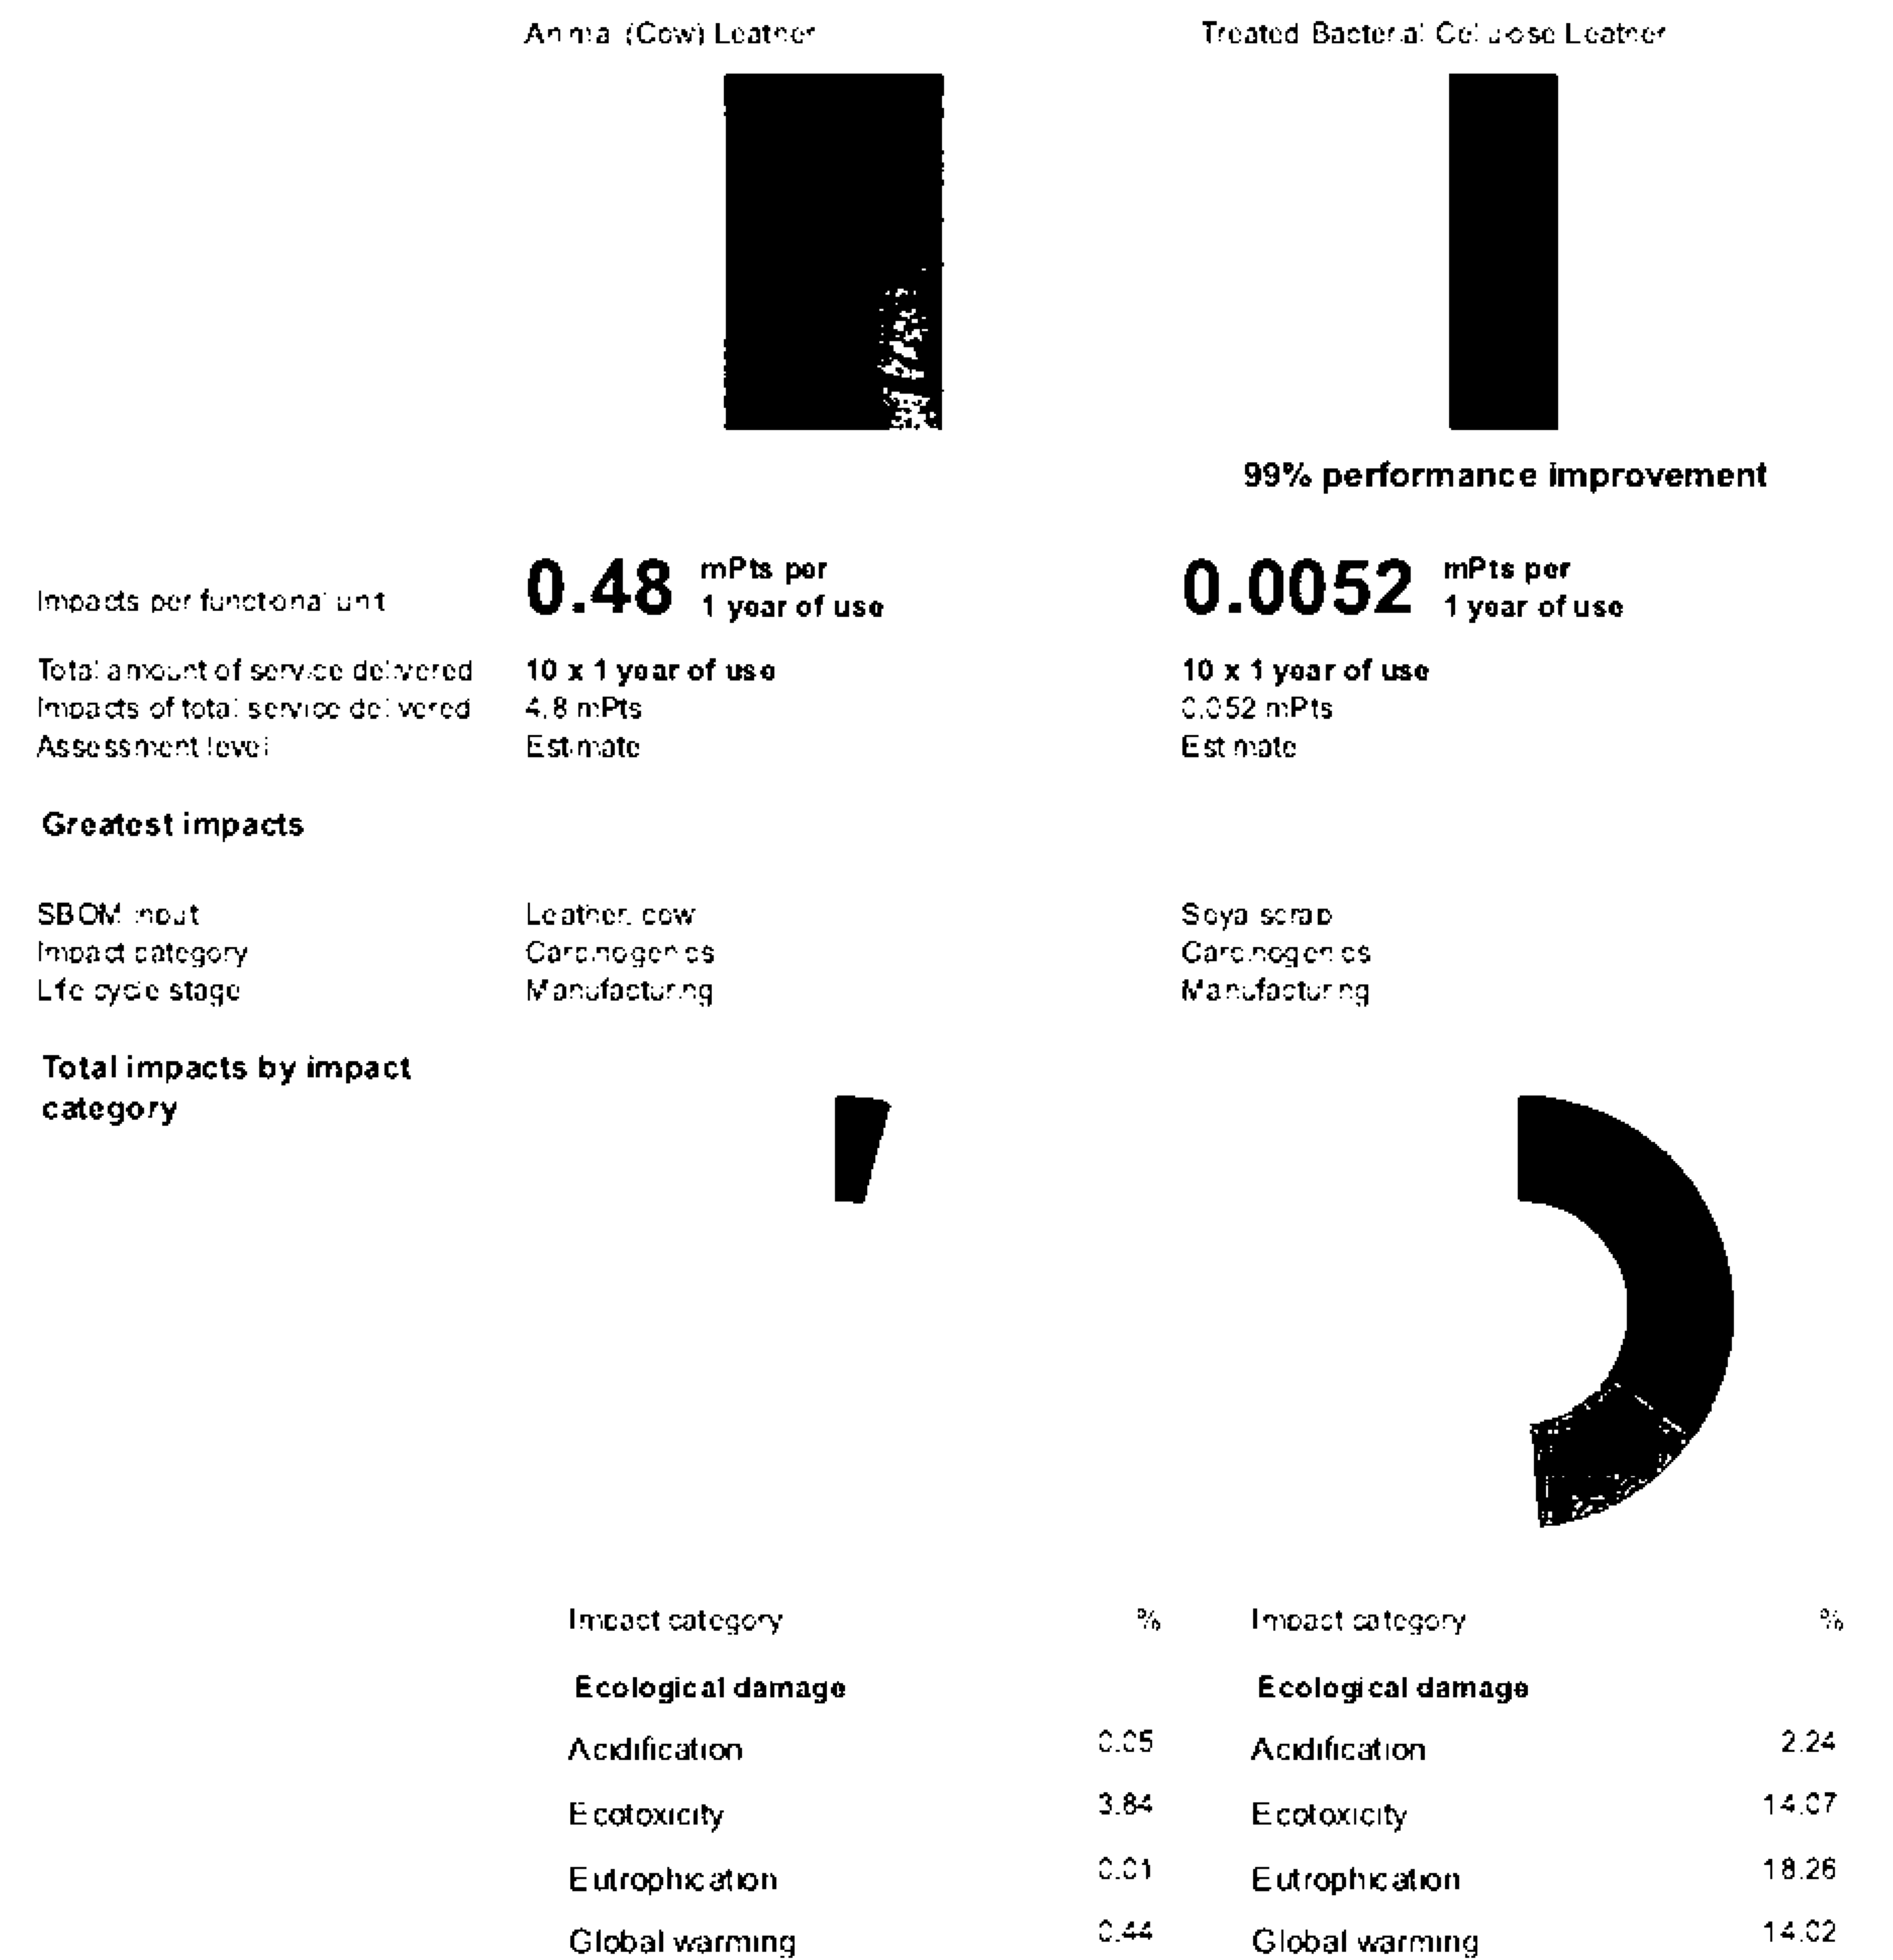 Animal (Cow) Leather
Treated Bacterial Cellulose Leather
99% performance improvement
Impacts per functional unit
0.48 mPts per
1 year of use
0.0052 mPts per
1 year of use
Total amount of service delivered 10 x 1 year of use 10 x 1 year of use
Impacts of total service delivered 4.8 mPts 0.052 mPts
Assessment level Estimate Estimate
Greatest impacts
SBOM input Leather, cow Soya scrap
Impact category Carcinogenics Carcinogenics
Life cycle stage Manufacturing Manufacturing
Total impacts by impact
category
Impact category % Impact category %
Ecological damage Ecological damage
Acidification 0.05 Acidification 2.24
Ecotoxicity 3.84 Ecotoxicity 14.07
Eutrophication 0.01 Eutrophication 18.26
Global warming 0.44 Global warming 14.02